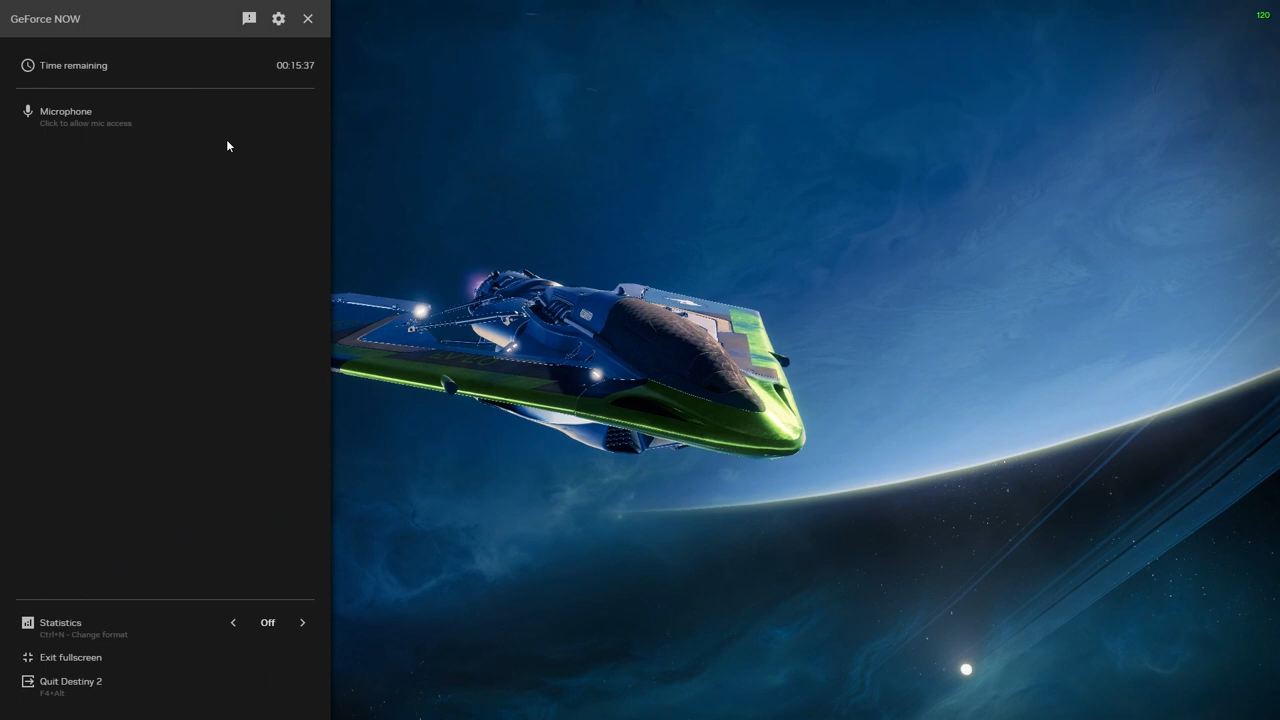 GeForce NOW
120
Time remaining 00:15:37
Microphone
Click to allow mic access
Statistics Off
Ctrl+N - Change format
Exit fullscreen
Quit Destiny 2
F4+Alt